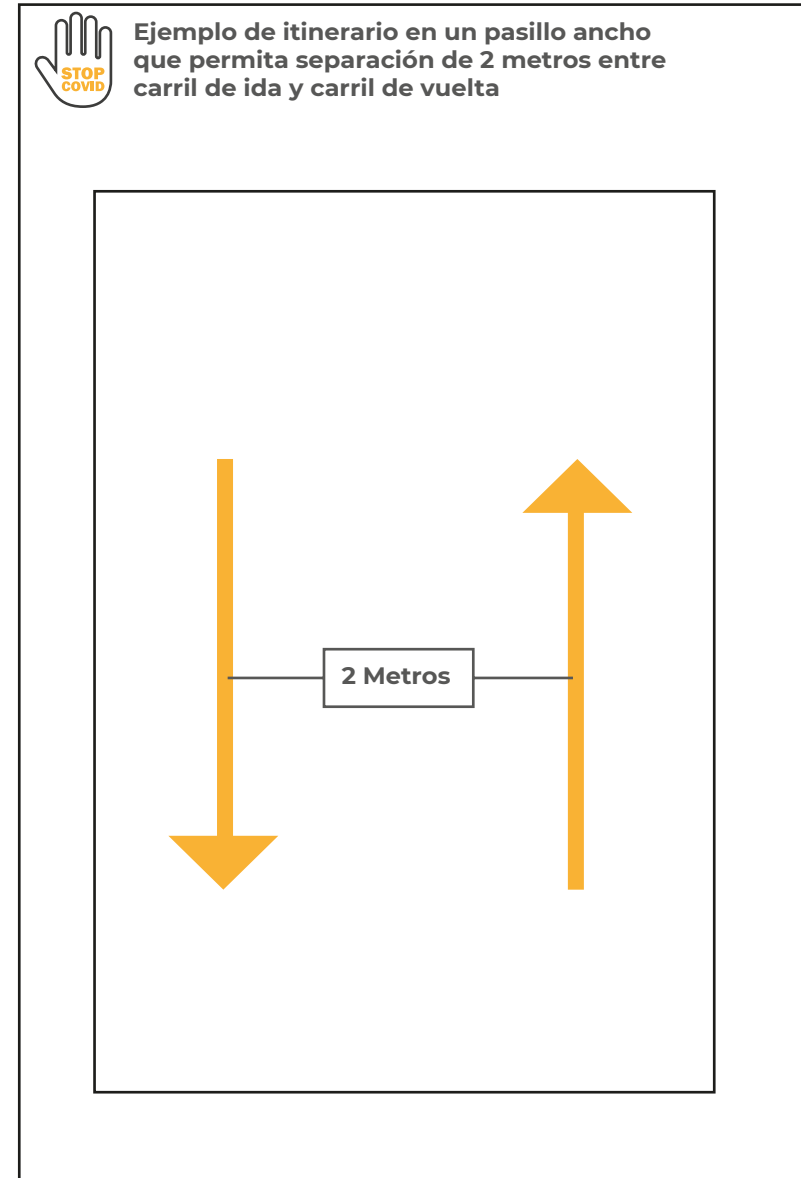 STOP
COVID
Ejemplo de itinerario en un pasillo ancho
que permita separación de 2 metros entre
carril de ida y carril de vuelta
2 Metros